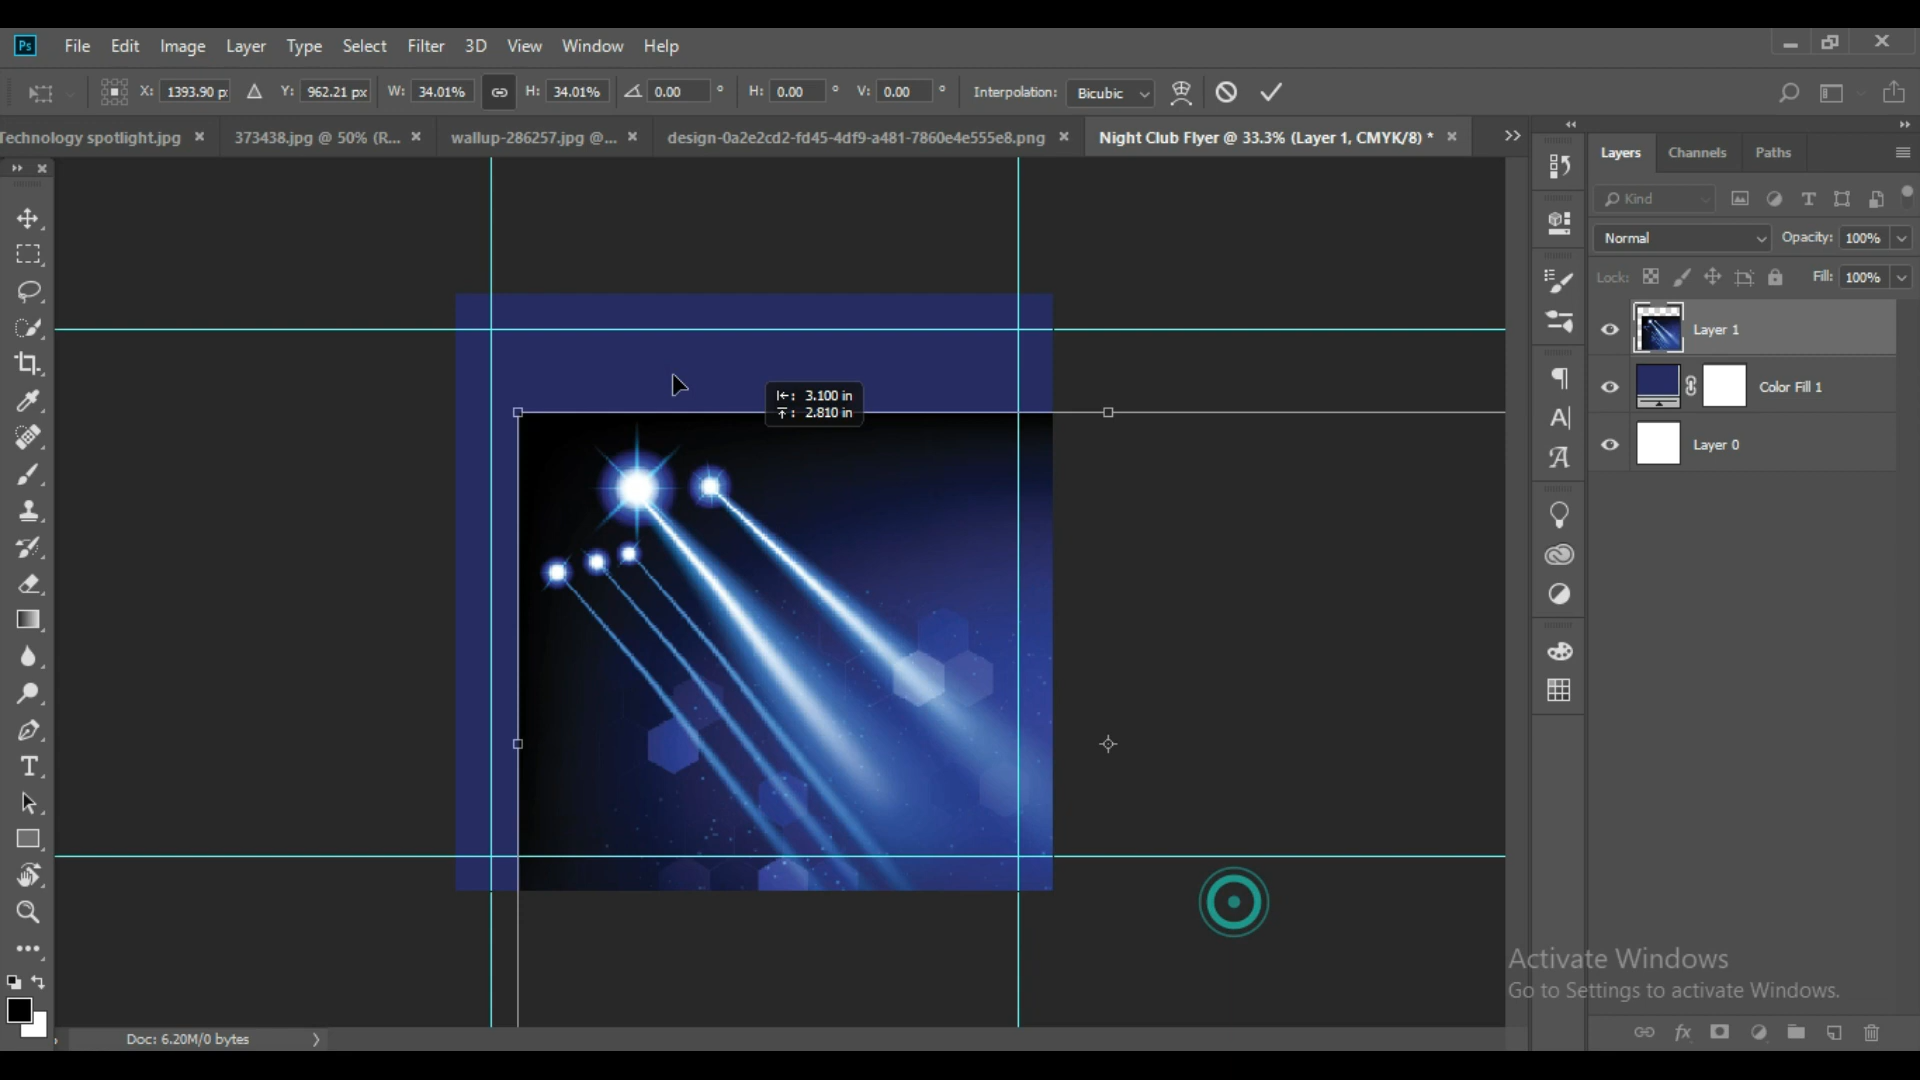 Ps File Edit Image Layer Type Select Filter 3D View Window Help
X: 1393.90 p Y: 962.21 px W: 34.01% H: 34.01% 0.00 ° H: 0.00 ° V: 0.00 ° Interpolation: Bicubic
Technology spotlight.jpg × 373438.jpg @ 50% (R... × wallup-286257.jpg @... × design-0a2e2cd2-fd45-4df9-a481-7860e4e555e8.png × Night Club Flyer @ 33.3% (Layer 1, CMYK/8) * ×
Layers Channels Paths
Kind
Normal Opacity: 100%
Lock: Fill: 100%
Layer 1
Color Fill 1
Layer 0
3.100 in
2.810 in
Activate Windows
Go to Settings to activate Windows.
Doc: 6.20M/0 bytes